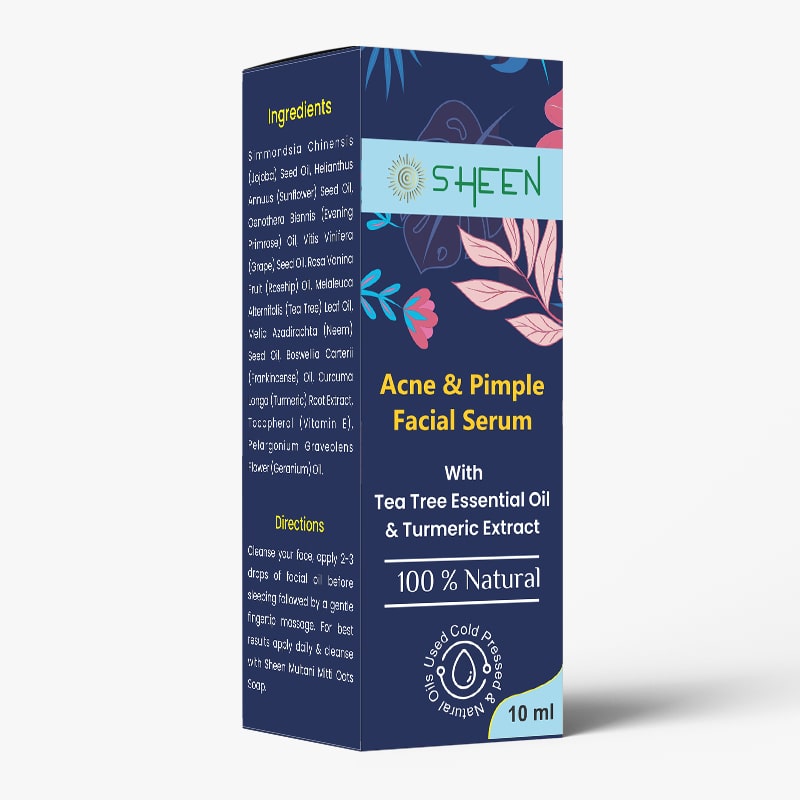 Ingredients
Simmondsia Chinensis
(Jojoba) Seed Oil, Helianthus
Annuus (Sunflower) Seed Oil,
Oenothera Biennis (Evening
Primrose) Oil, Vitis Vinifera
(Grape) Seed Oil, Rosa Vanina
Fruit (Rosehip) Oil, Melaleuca
Alternifolis (Tea Tree) Leaf Oil,
Melia Azadirachta (Neem)
Seed Oil, Boswellia Carterii
(Frankincense) Oil, Curcuma
Longa (Turmeric) Root Extract,
Tocopherol (Vitamin E),
Pelargonium Graveolens
Flower (Geranium) Oil.
Directions
Cleanse your face, apply 2-3
drops of facial oil before
sleeping followed by a gentle
fingertip massage. For best
results apply daily & cleanse
with Sheen Multani Mitti Oats
Soap.
SHEEN
Acne & Pimple
Facial Serum
With
Tea Tree Essential Oil
& Turmeric Extract
100 % Natural
Cold Pressed & Natural Oils Used
10 ml